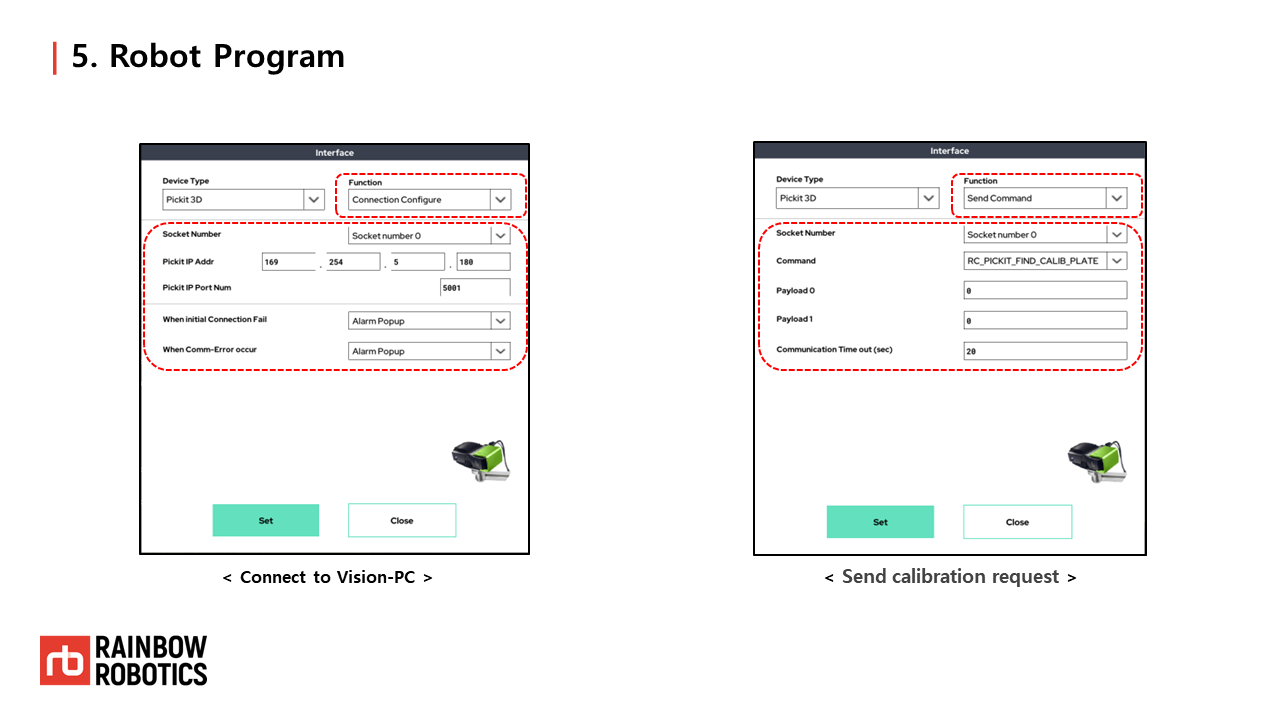 5. Robot Program
Interface
Device Type
Function
Pickit 3D
Connection Configure
Socket Number
Socket number 0
Pickit IP Addr
169 . 254 . 5 . 180
Pickit IP Port Num
5001
When initial Connection Fail
Alarm Popup
When Comm-Error occur
Alarm Popup
Set
Close
< Connect to Vision-PC >
Interface
Device Type
Function
Pickit 3D
Send Command
Socket Number
Socket number 0
Command
RC_PICKIT_FIND_CALIB_PLATE
Payload 0
0
Payload 1
0
Communication Time out (sec)
20
Set
Close
< Send calibration request >
rb
RAINBOW
ROBOTICS